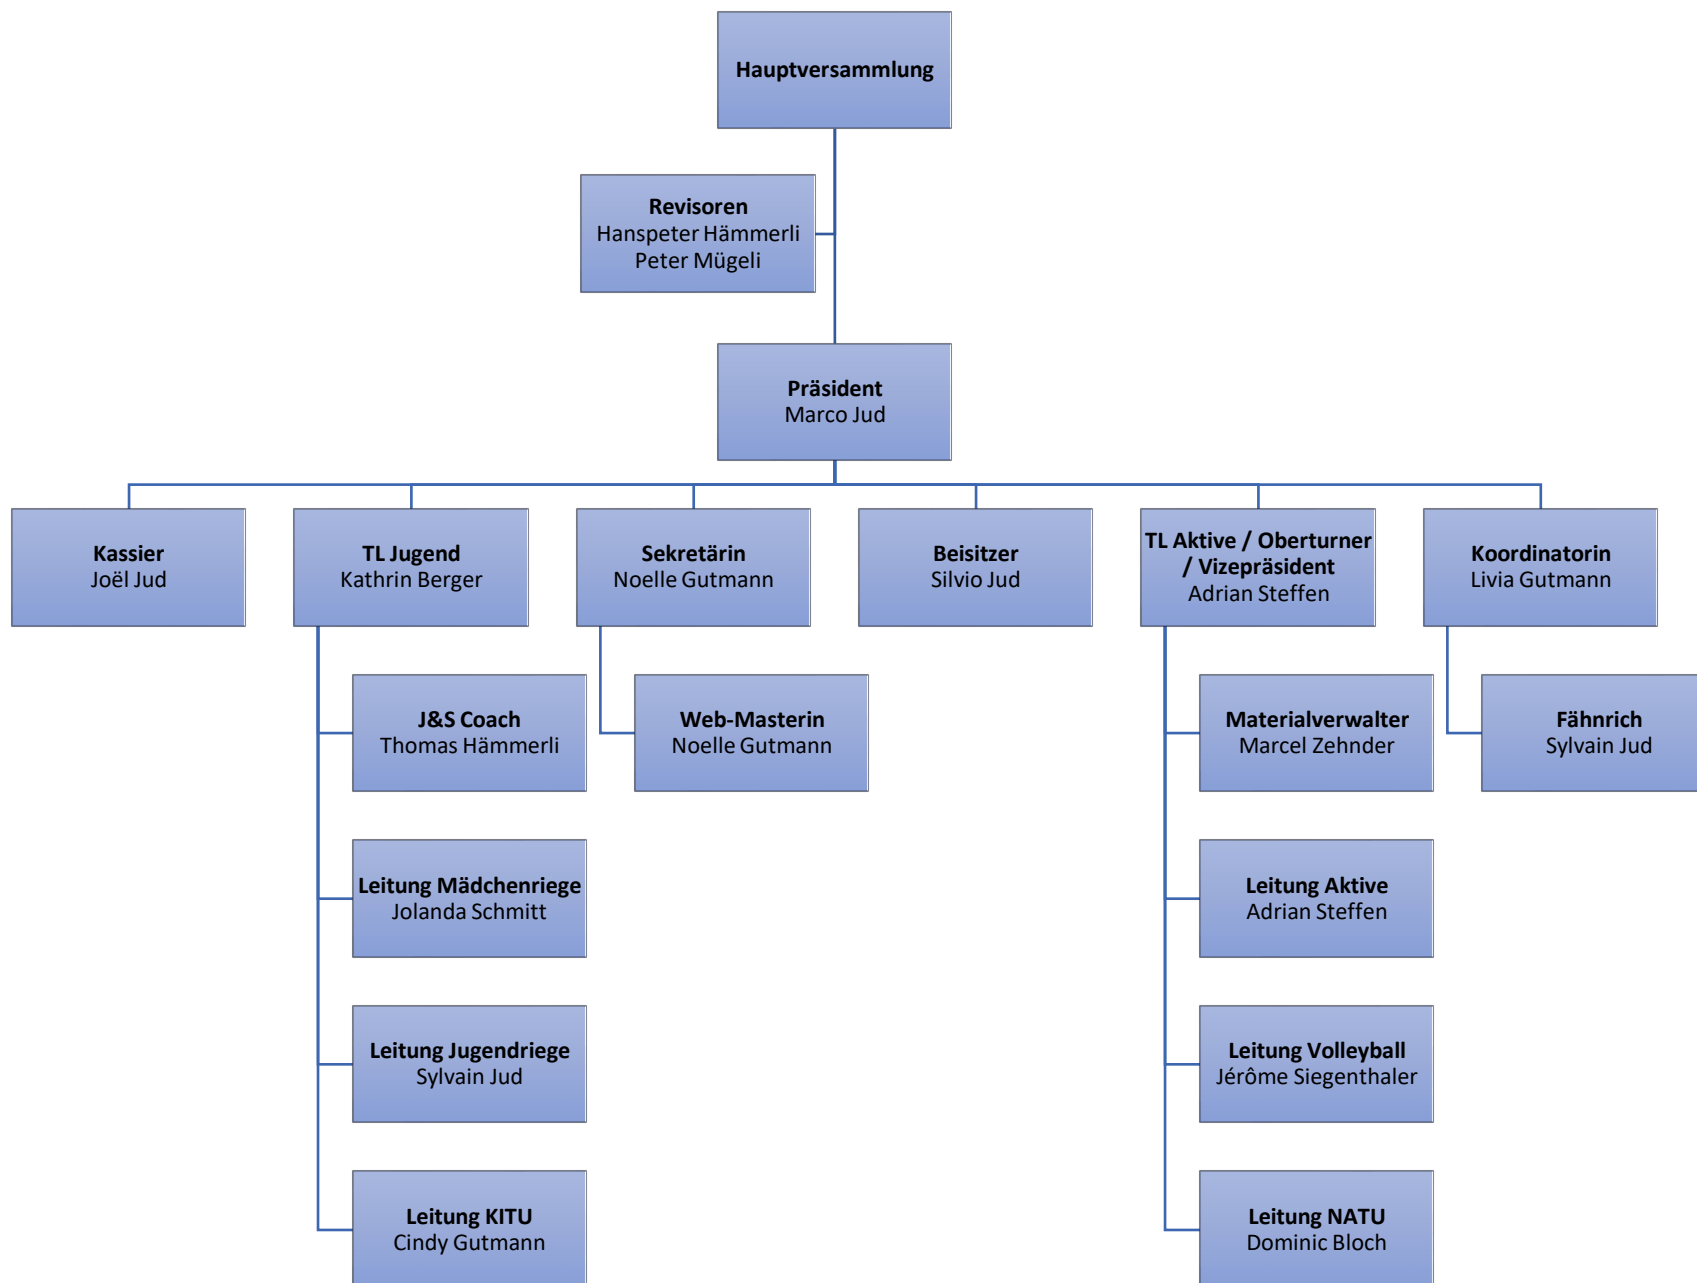 Hauptversammlung
Revisoren
Hanspeter Hämmerli
Peter Mügeli
Präsident
Marco Jud
Kassier
Joël Jud
TL Jugend
Kathrin Berger
Sekretärin
Noelle Gutmann
Beisitzer
Silvio Jud
TL Aktive / Oberturner
/ Vizepräsident
Adrian Steffen
Koordinatorin
Livia Gutmann
J&S Coach
Thomas Hämmerli
Web-Masterin
Noelle Gutmann
Materialverwalter
Marcel Zehnder
Fähnrich
Sylvain Jud
Leitung Mädchenriege
Jolanda Schmitt
Leitung Aktive
Adrian Steffen
Leitung Jugendriege
Sylvain Jud
Leitung Volleyball
Jérôme Siegenthaler
Leitung KITU
Cindy Gutmann
Leitung NATU
Dominic Bloch